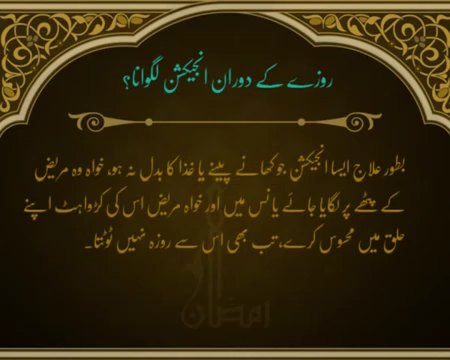 روزے کے دوران انجیکشن لگوانا؟
بطور علاج ایسا انجیکشن جو کھانے پینے یا غذا کا بدل نہ ہو، خواہ وہ مریض
کے پٹھے پر لگایا جائے یا نس میں اور خواہ مریض اس کی کڑواہٹ اپنے
حلق میں محسوس کرے، تب بھی اس سے روزہ نہیں ٹوٹتا۔
رمضان